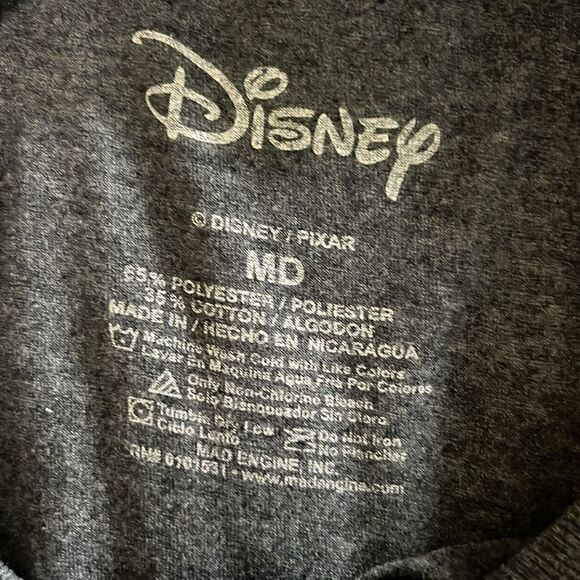 Disney
© DISNEY / PIXAR
MD
65% POLYESTER / POLIESTER
35% COTTON / ALGODON
MADE IN / HECHO EN NICARAGUA
Machine Wash Cold with Like Colors
Lavar En Maquina Agua Fria Por Colores
Only Non-Chlorine Bleach
Solo Blanqueador Sin Cloro
Tumble Dry Low Do Not Iron
Ciclo Lento No Planchar
MAD ENGINE, INC.
RN# 0101531 • www.madengine.com